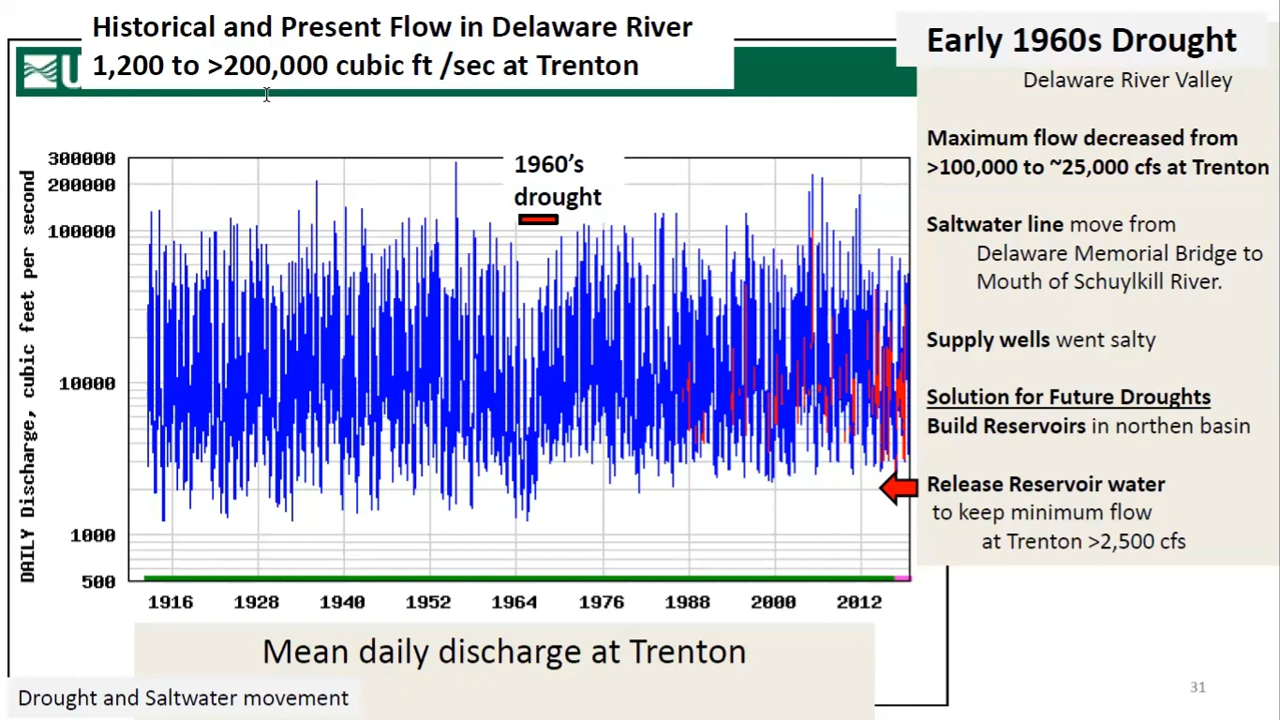 Historical and Present Flow in Delaware River
1,200 to >200,000 cubic ft /sec at Trenton
U
Early 1960s Drought
Delaware River Valley
Maximum flow decreased from
>100,000 to ~25,000 cfs at Trenton
Saltwater line move from
Delaware Memorial Bridge to
Mouth of Schuylkill River.
Supply wells went salty
Solution for Future Droughts
Build Reservoirs in northen basin
Release Reservoir water
to keep minimum flow
at Trenton >2,500 cfs
1960's
drought
DAILY Discharge, cubic feet per second
300000
200000
100000
10000
1000
500
1916 1928 1940 1952 1964 1976 1988 2000 2012
Mean daily discharge at Trenton
Drought and Saltwater movement
31